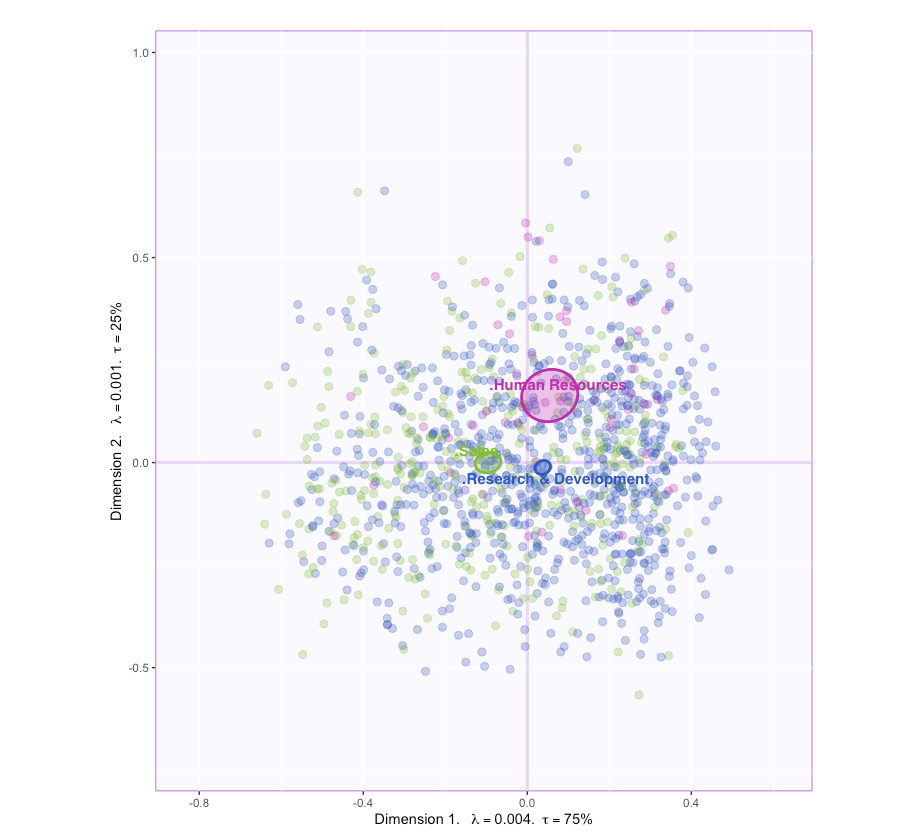 1.0
0.5
.Human Resources
.Sales
0.0
.Research & Development
-0.5
-0.8
-0.4
0.0
0.4
Dimension 1. λ = 0.004. τ = 75%
Dimension 2. λ = 0.001. τ = 25%